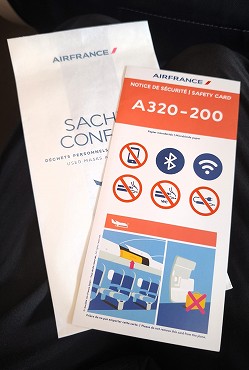 AIRFRANCE
SACH
CONF
DÉCHETS PERSONNELS
USED MASKS
AIRFRANCE
NOTICE DE SÉCURITÉ | SAFETY CARD
A320-200